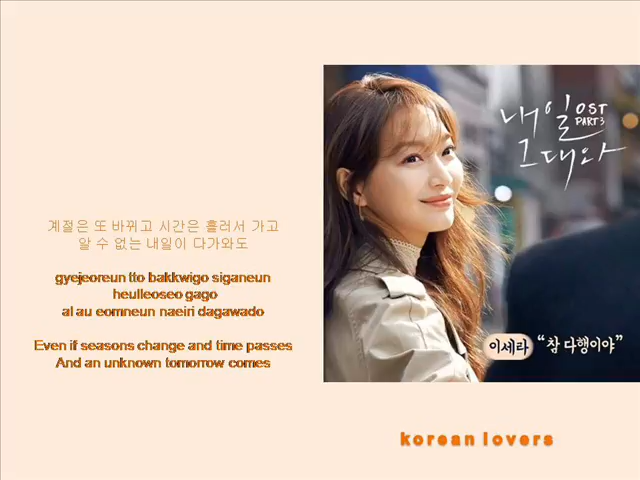 계절은 또 바뀌고 시간은 흘러서 가고
알 수 없는 내일이 다가와도
gyejeoreun tto bakkwigo siganeun
heulleoseo gago
al au eomneun naeiri dagawado
Even if seasons change and time passes
And an unknown tomorrow comes
내일 OST
PART 3
그대와
이세라 “참 다행이야”
korean lovers